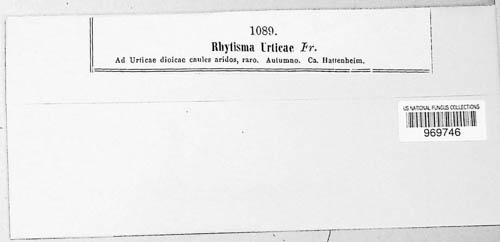 1089.
Rhytisma Urticae Fr.
Ad Urticae dioicae caules aridos, raro. Autumno. Ca. Hattenheim.
US NATIONAL FUNGUS COLLECTIONS
969746